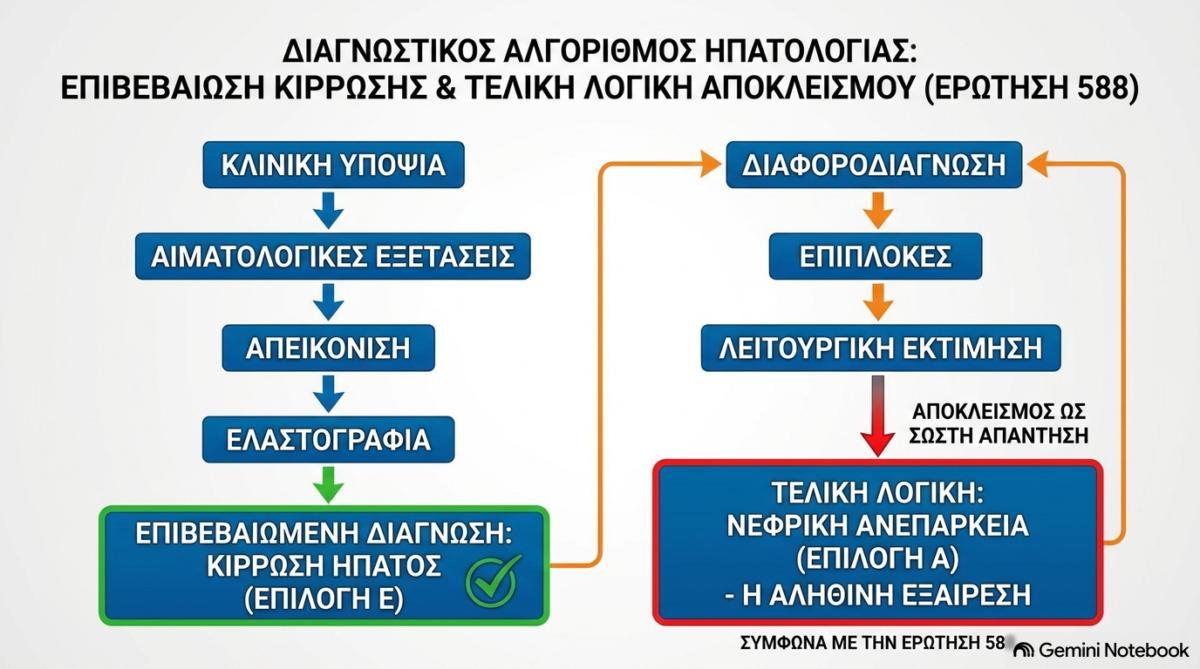 ΔΙΑΓΝΩΣΤΙΚΟΣ ΑΛΓΟΡΙΘΜΟΣ ΗΠΑΤΟΛΟΓΙΑΣ:
ΕΠΙΒΕΒΑΙΩΣΗ ΚΙΡΡΩΣΗΣ & ΤΕΛΙΚΗ ΛΟΓΙΚΗ ΑΠΟΚΛΕΙΣΜΟΥ (ΕΡΩΤΗΣΗ 588)
ΚΛΙΝΙΚΗ ΥΠΟΨΙΑ
ΑΙΜΑΤΟΛΟΓΙΚΕΣ ΕΞΕΤΑΣΕΙΣ
ΑΠΕΙΚΟΝΙΣΗ
ΕΛΑΣΤΟΓΡΑΦΙΑ
ΕΠΙΒΕΒΑΙΩΜΕΝΗ ΔΙΑΓΝΩΣΗ:
ΚΙΡΡΩΣΗ ΗΠΑΤΟΣ
(ΕΠΙΛΟΓΗ Ε)
ΔΙΑΦΟΡΟΔΙΑΓΝΩΣΗ
ΕΠΙΠΛΟΚΕΣ
ΛΕΙΤΟΥΡΓΙΚΗ ΕΚΤΙΜΗΣΗ
ΑΠΟΚΛΕΙΣΜΟΣ ΩΣ
ΣΩΣΤΗ ΑΠΑΝΤΗΣΗ
ΤΕΛΙΚΗ ΛΟΓΙΚΗ:
ΝΕΦΡΙΚΗ ΑΝΕΠΑΡΚΕΙΑ
(ΕΠΙΛΟΓΗ Α)
- Η ΑΛΗΘΙΝΗ ΕΞΑΙΡΕΣΗ
ΣΥΜΦΩΝΑ ΜΕ ΤΗΝ ΕΡΩΤΗΣΗ 58
Gemini Notebook